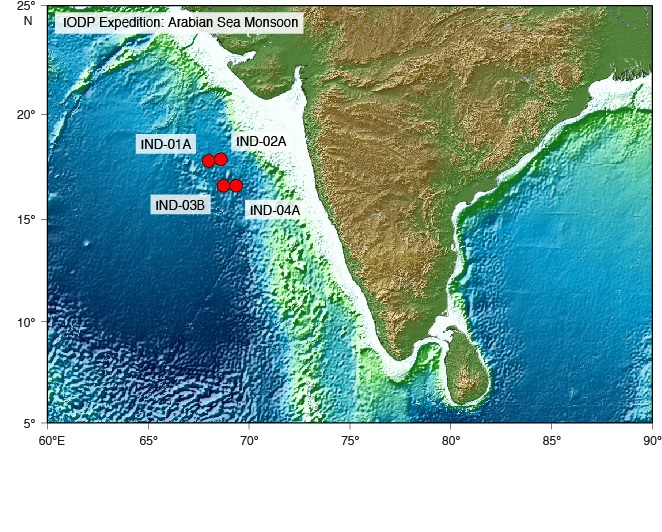 25°
N
IODP Expedition: Arabian Sea Monsoon
20°
IND-01A
IND-02A
IND-03B
IND-04A
15°
10°
5°
60°E
65°
70°
75°
80°
85°
90°